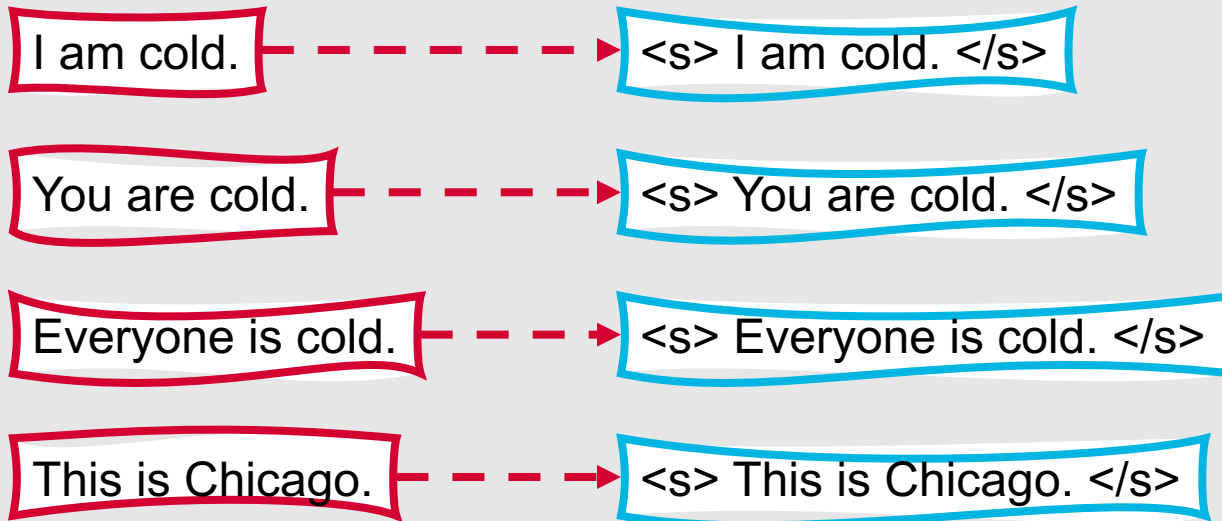 I am cold. <s> I am cold. </s>
You are cold. <s> You are cold. </s>
Everyone is cold. <s> Everyone is cold. </s>
This is Chicago. <s> This is Chicago. </s>